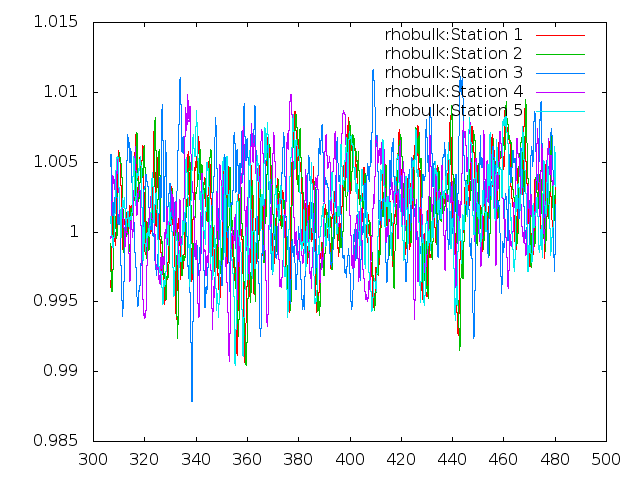 1.015
rhobulk:Station 1
rhobulk:Station 2
rhobulk:Station 3
rhobulk:Station 4
rhobulk:Station 5
1.01
1.005
1
0.995
0.99
0.985
300 320 340 360 380 400 420 440 460 480 500